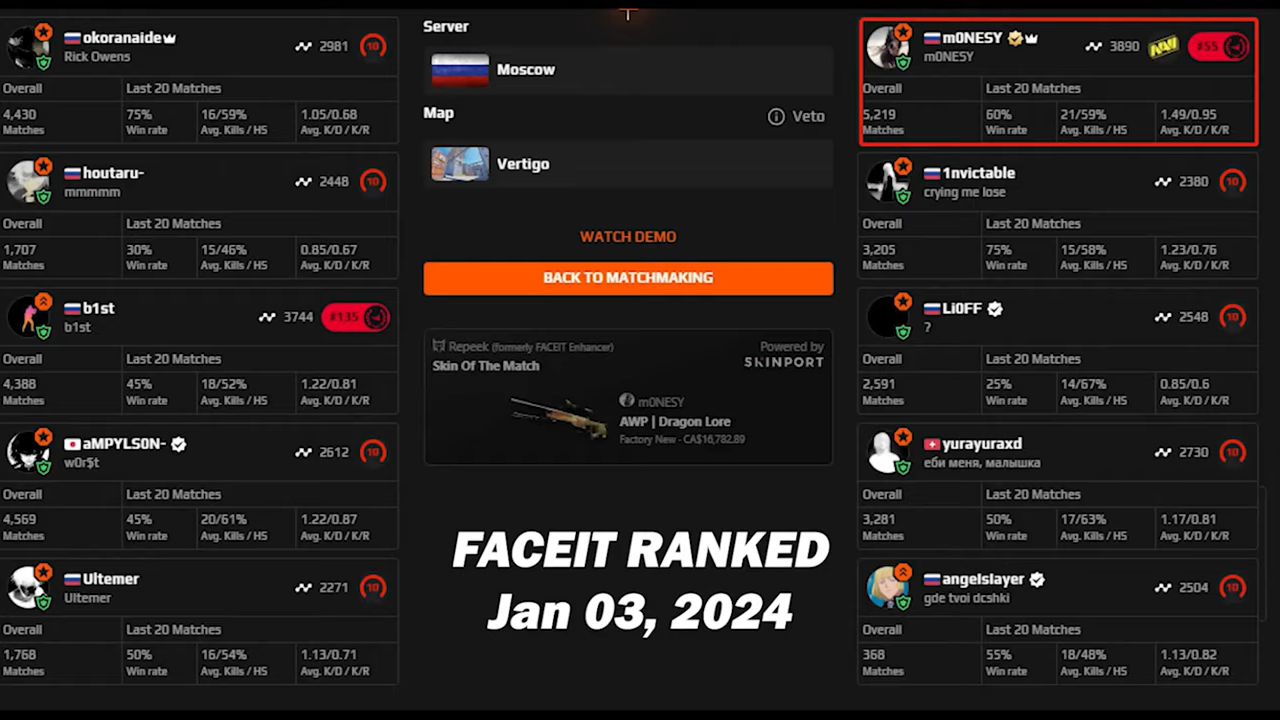 okoranaide 2981 10
Rick Owens
Overall Last 20 Matches
4,430 75% 16/59% 1.05/0.68
Matches Win rate Avg. Kills / HS Avg. K/D / K/R
houtaru- 2448 10
mmmmm
Overall Last 20 Matches
1,707 30% 15/46% 0.85/0.67
Matches Win rate Avg. Kills / HS Avg. K/D / K/R
b1st 3744 #135
b1st
Overall Last 20 Matches
4,388 45% 18/52% 1.22/0.81
Matches Win rate Avg. Kills / HS Avg. K/D / K/R
aMPYLS0N- 2612 10
w0r$t
Overall Last 20 Matches
4,569 45% 20/61% 1.22/0.87
Matches Win rate Avg. Kills / HS Avg. K/D / K/R
Ultemer 2271 10
Ultemer
Overall Last 20 Matches
1,768 50% 16/54% 1.13/0.71
Matches Win rate Avg. Kills / HS Avg. K/D / K/R
Server
Moscow
Map Veto
Vertigo
WATCH DEMO
BACK TO MATCHMAKING
Repeek (formerly FACEIT Enhancer) Powered by
Skin Of The Match SKINPORT
m0NESY
AWP | Dragon Lore
Factory New - CA$16,782.89
FACEIT RANKED
Jan 03, 2024
m0NESY 3890 NAVI #55
m0NESY
Overall Last 20 Matches
5,219 60% 21/59% 1.49/0.95
Matches Win rate Avg. Kills / HS Avg. K/D / K/R
1nvictable 2380 10
crying me lose
Overall Last 20 Matches
3,205 75% 15/58% 1.23/0.76
Matches Win rate Avg. Kills / HS Avg. K/D / K/R
Li0FF 2548 10
?
Overall Last 20 Matches
2,591 25% 14/67% 0.85/0.6
Matches Win rate Avg. Kills / HS Avg. K/D / K/R
yurayuraxd 2730 10
еби меня, малышка
Overall Last 20 Matches
3,281 50% 17/63% 1.17/0.81
Matches Win rate Avg. Kills / HS Avg. K/D / K/R
angelslayer 2504 10
gde tvoi dcshki
Overall Last 20 Matches
368 55% 18/48% 1.13/0.82
Matches Win rate Avg. Kills / HS Avg. K/D / K/R